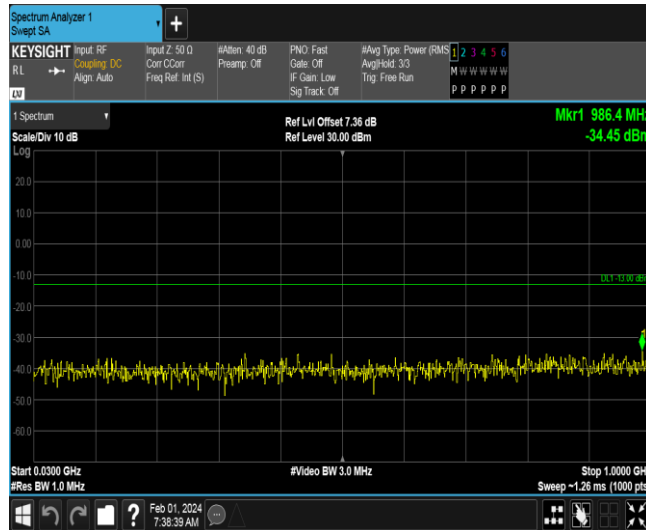 Spectrum Analyzer 1
Swept SA
+
KEYSIGHT Input: RF Input Z: 50 Ω #Atten: 40 dB PNO: Fast #Avg Type: Power (RMS 1 2 3 4 5 6
RL Coupling: DC Corr CCorr Preamp: Off Gate: Off Avg|Hold: 3/3 M W W W W W
Align: Auto Freq Ref: Int (S) IF Gain: Low Trig: Free Run
Sig Track: Off P P P P P P
LXI
1 Spectrum Ref Lvl Offset 7.36 dB Mkr1 986.4 MHz
Scale/Div 10 dB Ref Level 30.00 dBm -34.45 dBm
Log
20.0
10.0
0.00
-10.0
DL1 -13.00 dB
-20.0
-30.0
1
-40.0
-50.0
-60.0
Start 0.0300 GHz #Video BW 3.0 MHz Stop 1.0000 GH
#Res BW 1.0 MHz Sweep ~1.26 ms (1000 pts
? Feb 01, 2024
7:38:39 AM